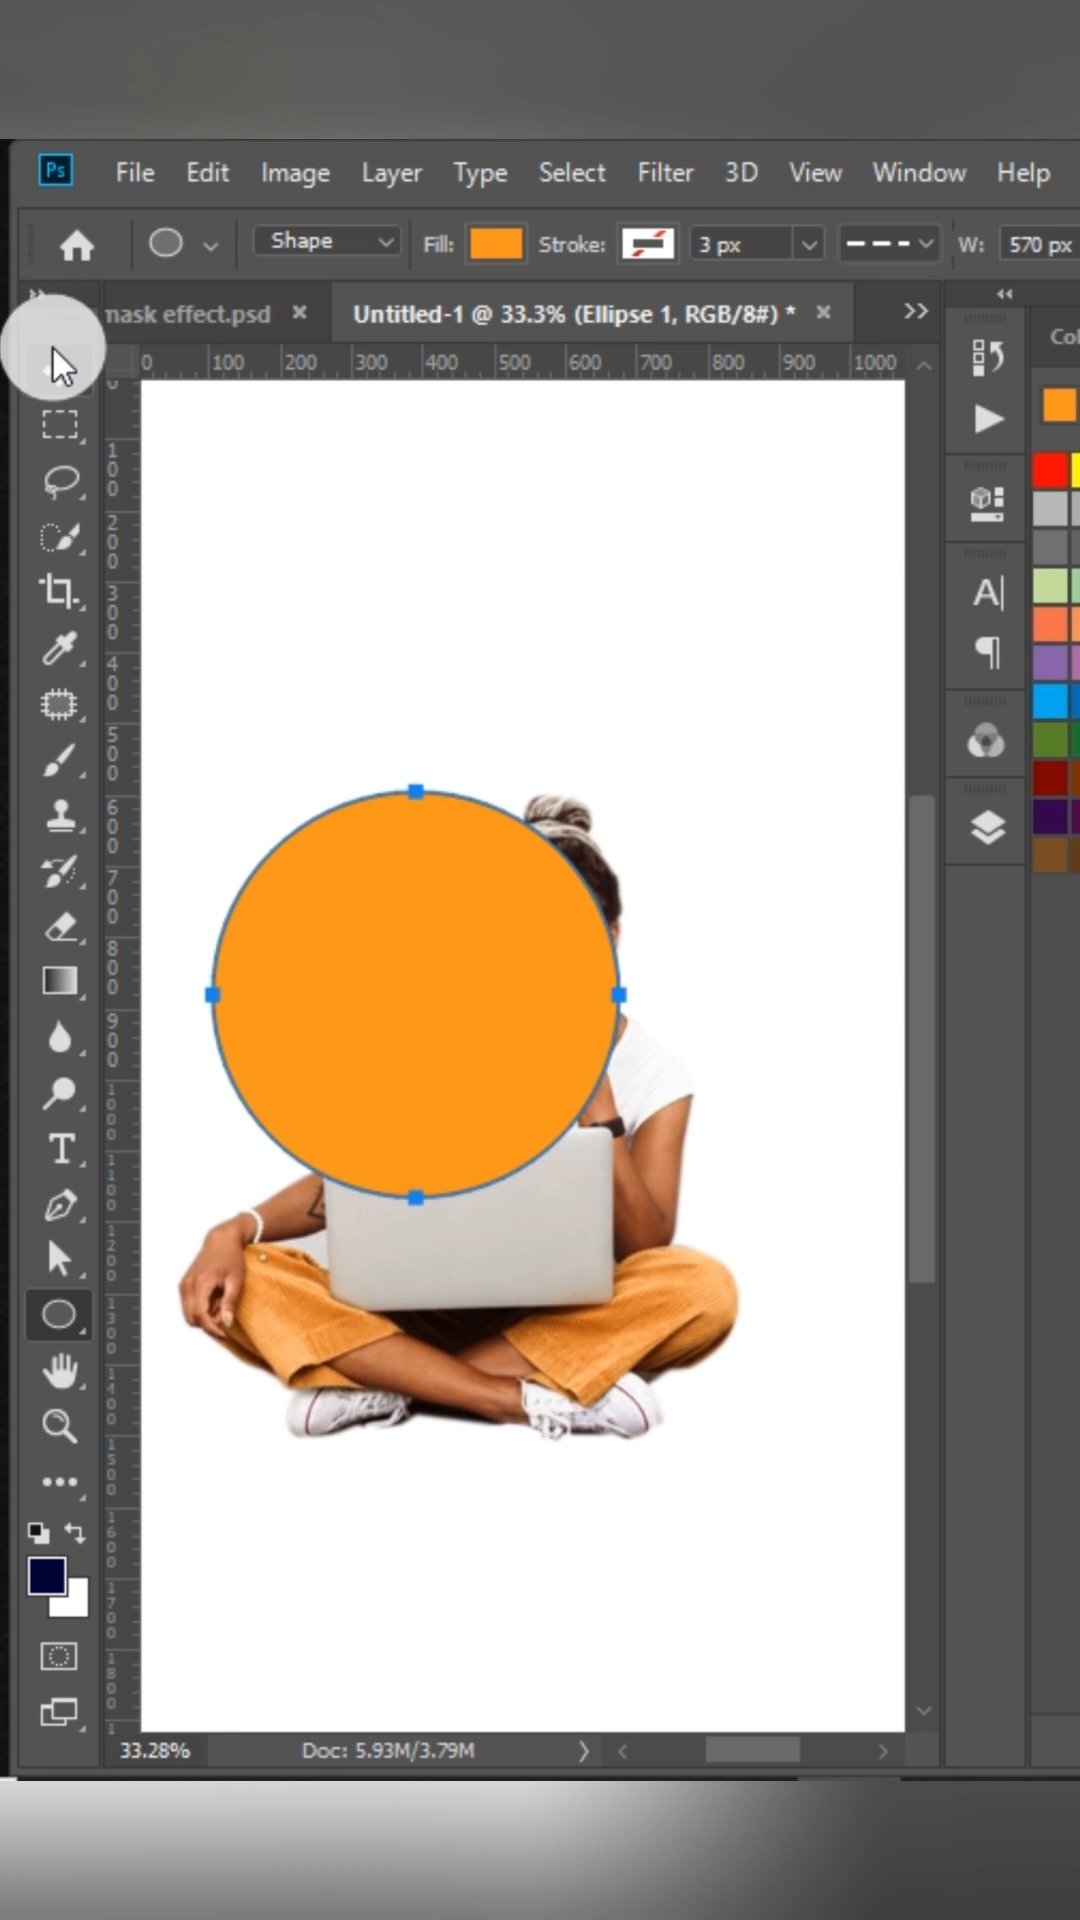 Ps File Edit Image Layer Type Select Filter 3D View Window Help
Shape Fill: Stroke: 3 px W: 570 px
mask effect.psd × Untitled-1 @ 33.3% (Ellipse 1, RGB/8#) * ×
Col
0 100 200 300 400 500 600 700 800 900 1000
0
100
200
300
400
500
600
700
800
900
1000
1100
1200
1300
1400
1500
1600
1700
1800
1
A
T
33.28% Doc: 5.93M/3.79M